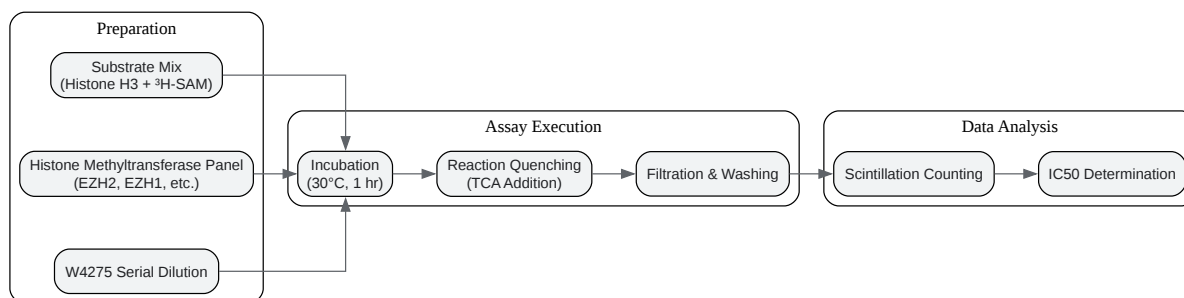 Preparation
Substrate Mix
(Histone H3 + ³H-SAM)
Histone Methyltransferase Panel
(EZH2, EZH1, etc.)
W4275 Serial Dilution
Assay Execution
Incubation
(30°C, 1 hr)
Reaction Quenching
(TCA Addition)
Filtration & Washing
Data Analysis
Scintillation Counting
IC50 Determination